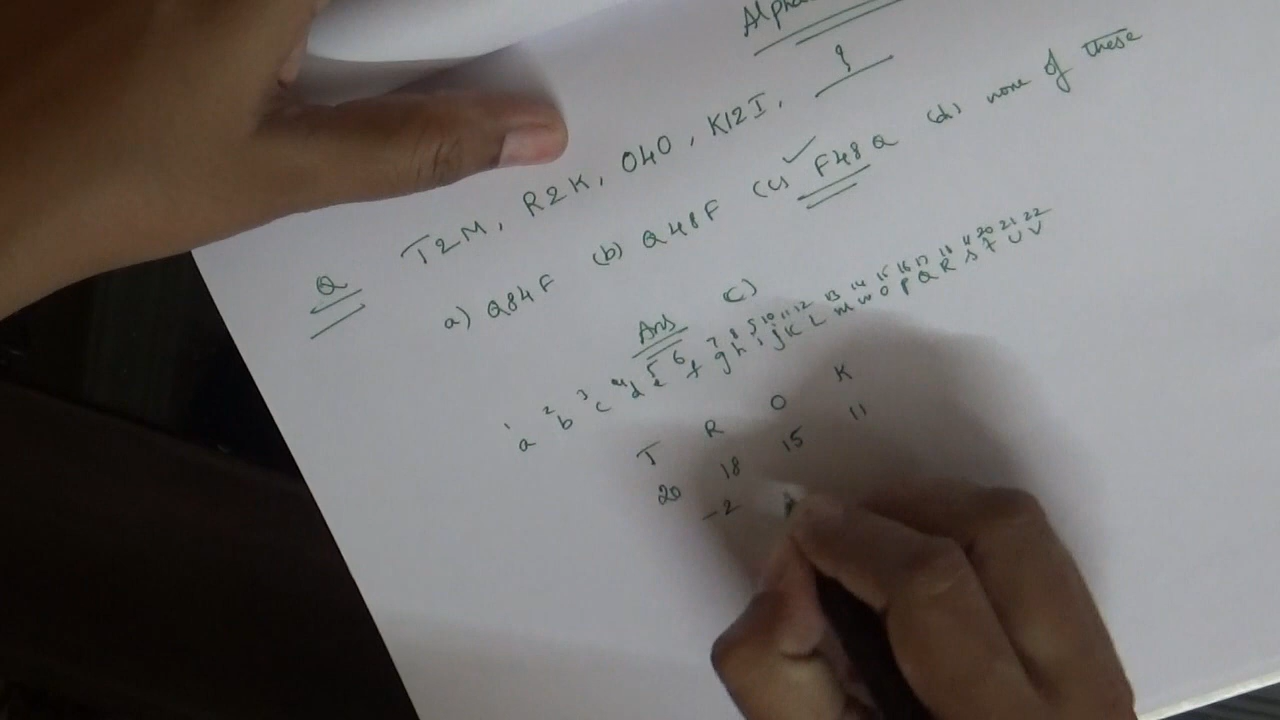 Alpha
Q T2M, R2K, O4O, K12I, ?
a) Q84F (b) Q48F (c) F48Q (d) none of these
Ans C)
1 2 3 4 5 6 7 8 9 10 11 12 13 14 15 16 17 18 19 20 21 22
a b c d e f g h i j K L m n O P Q R s t U V
T R O K
20 18 15 11
-2